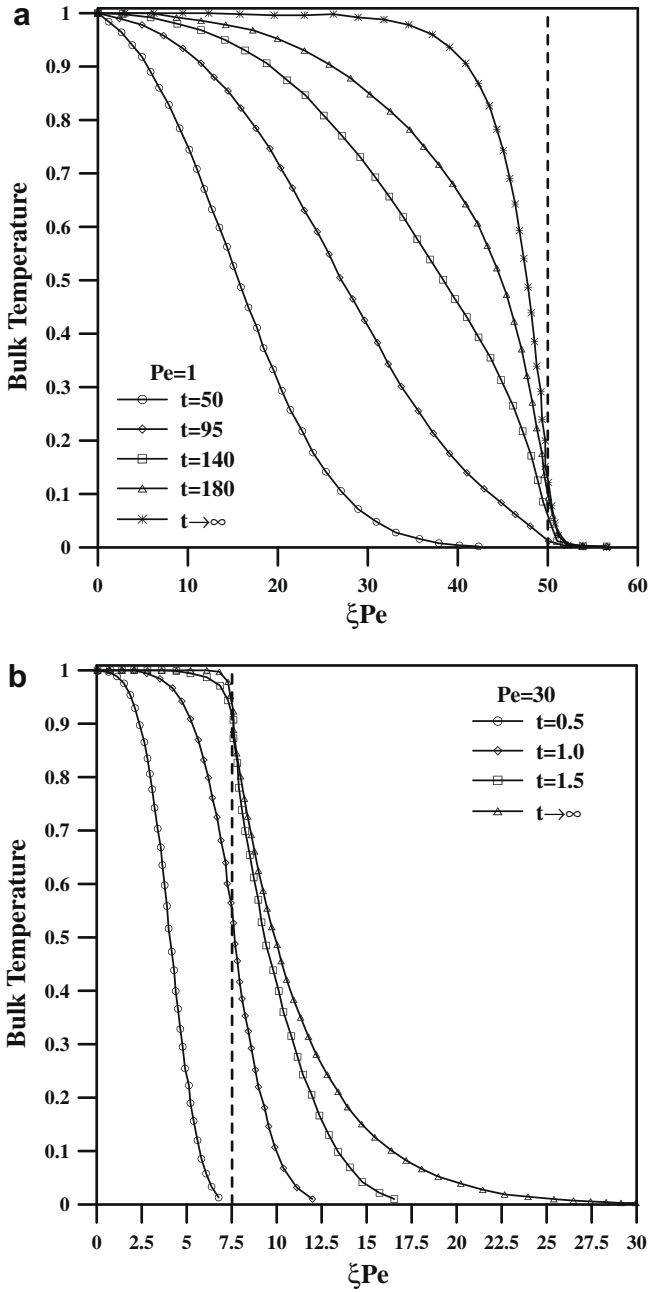 a
1
0.9
0.8
0.7
0.6
0.5
0.4
0.3
0.2
0.1
0
Bulk Temperature
Pe=1
t=50
t=95
t=140
t=180
t→∞
0 10 20 30 40 50 60
ξPe
b
1
0.9
0.8
0.7
0.6
0.5
0.4
0.3
0.2
0.1
0
Bulk Temperature
Pe=30
t=0.5
t=1.0
t=1.5
t→∞
0 2.5 5 7.5 10 12.5 15 17.5 20 22.5 25 27.5 30
ξPe